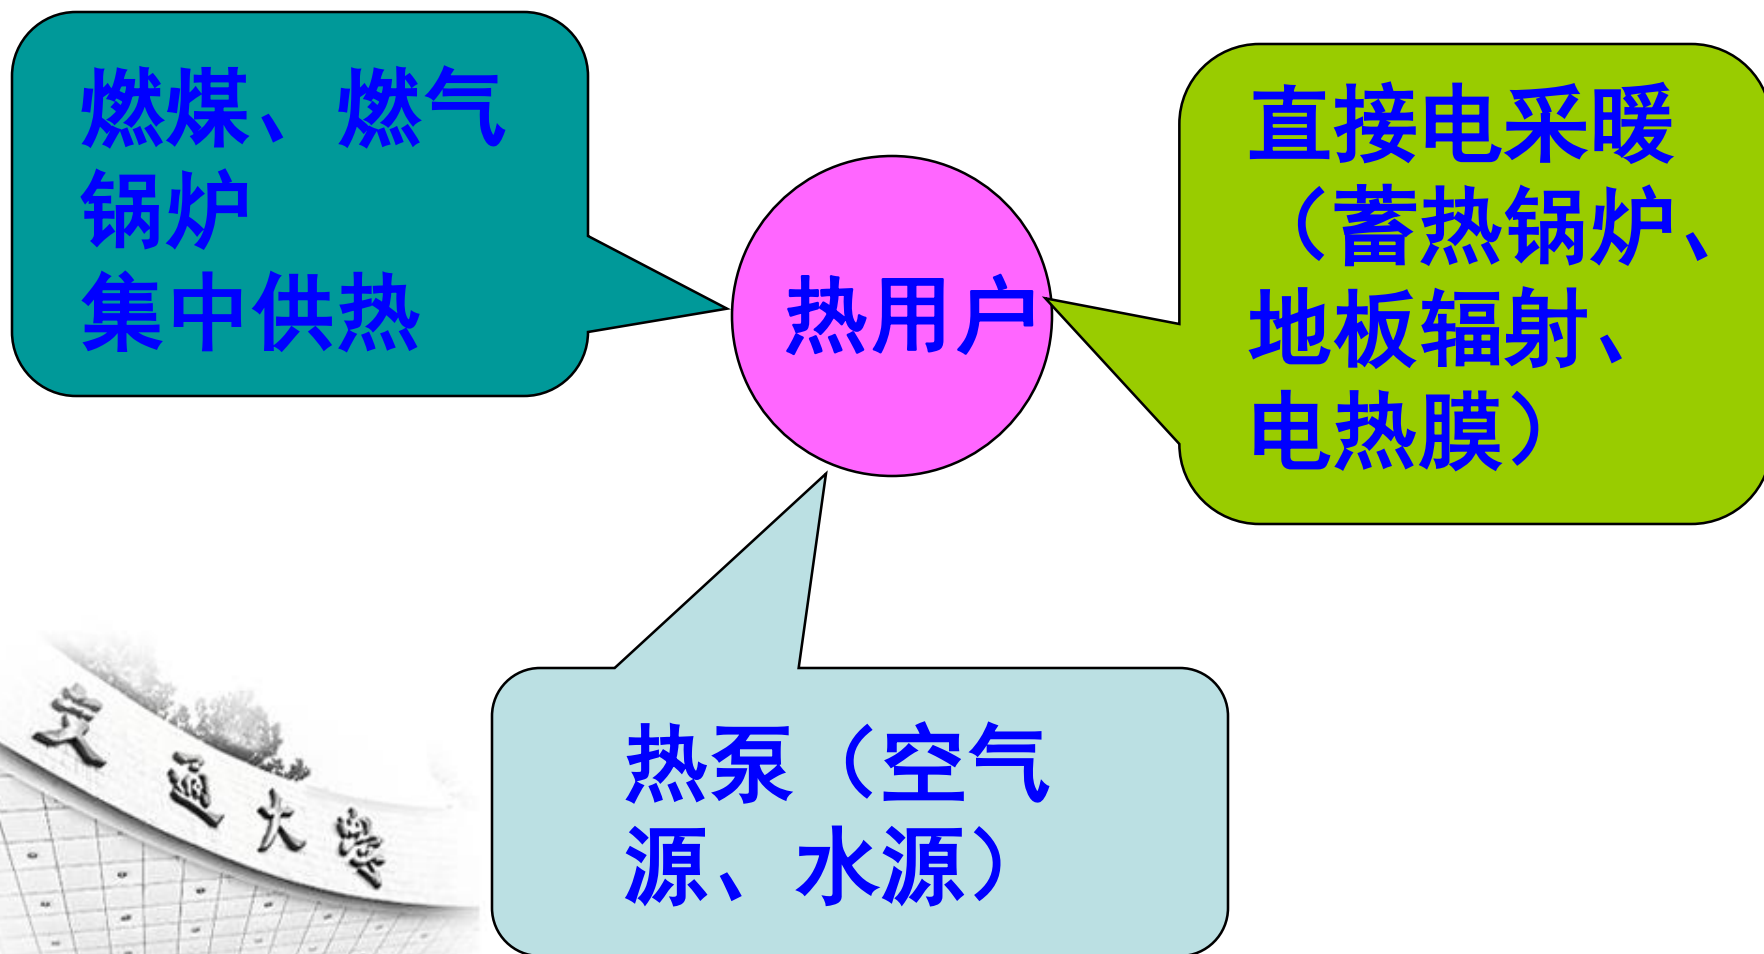 燃煤、燃气
锅炉
集中供热
热用户
直接电采暖
（蓄热锅炉、
地板辐射、
电热膜）
热泵（空气
源、水源）
交通大学